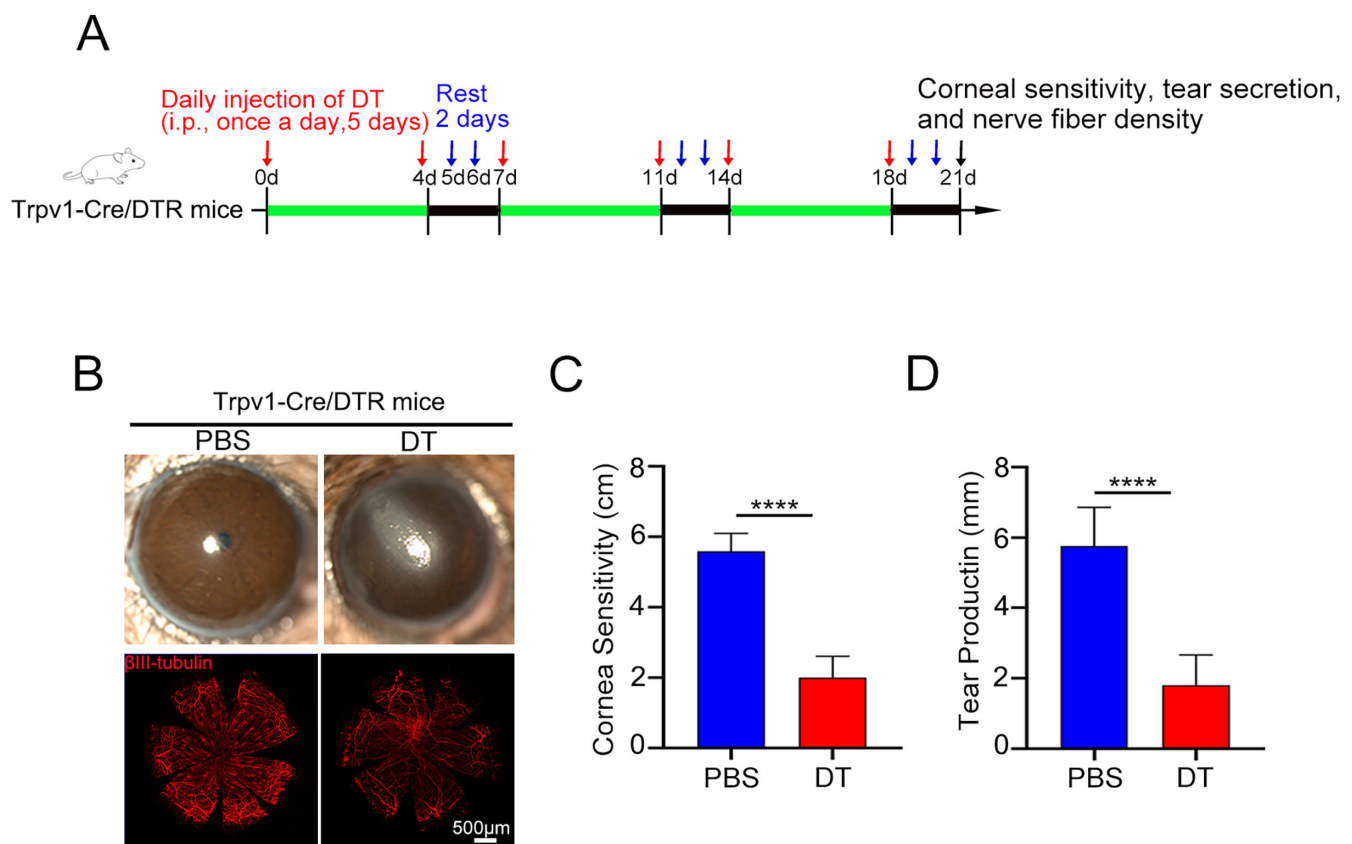 A
Daily injection of DT
(i.p., once a day,5 days)
Rest
2 days
Corneal sensitivity, tear secretion,
and nerve fiber density
0d 4d 5d 6d 7d 11d 14d 18d 21d
Trpv1-Cre/DTR mice
B
Trpv1-Cre/DTR mice
PBS DT
βIII-tubulin
500μm
C
Cornea Sensitivity (cm)
8
6
4
2
0
****
PBS DT
D
Tear Productin (mm)
8
6
4
2
0
****
PBS DT